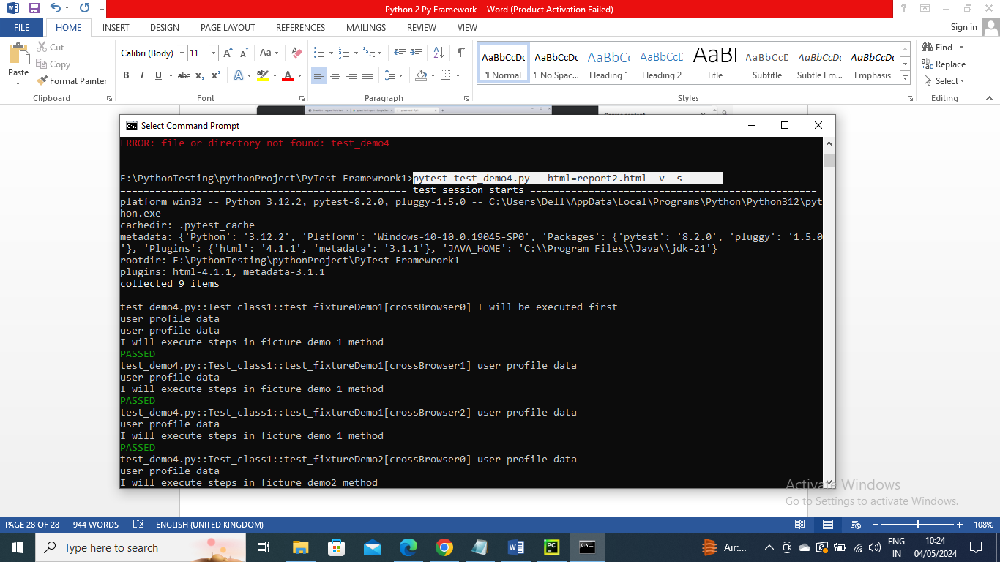 Python 2 Py Framework - Word (Product Activation Failed)
FILE HOME INSERT DESIGN PAGE LAYOUT REFERENCES MAILINGS REVIEW VIEW Sign in
Paste
Cut
Copy
Format Painter
Clipboard
Calibri (Body) 11
Font
Paragraph
AaBbCcDc AaBbCcDc AaBbCc AaBbCcD AaBl AaBbCcD AaBbCcDc AaBbCcDc
¶ Normal ¶ No Spac... Heading 1 Heading 2 Title Subtitle Subtle Em... Emphasis
Styles
Find
Replace
Select
Editing
Select Command Prompt
ERROR: file or directory not found: test_demo4
F:\PythonTesting\pythonProject\PyTest Framewrork1>pytest test_demo4.py --html=report2.html -v -s
================================================= test session starts =================================================
platform win32 -- Python 3.12.2, pytest-8.2.0, pluggy-1.5.0 -- C:\Users\Dell\AppData\Local\Programs\Python\Python312\pyt
hon.exe
cachedir: .pytest_cache
metadata: {'Python': '3.12.2', 'Platform': 'Windows-10-10.0.19045-SP0', 'Packages': {'pytest': '8.2.0', 'pluggy': '1.5.0
'}, 'Plugins': {'html': '4.1.1', 'metadata': '3.1.1'}, 'JAVA_HOME': 'C:\\Program Files\\Java\\jdk-21'}
rootdir: F:\PythonTesting\pythonProject\PyTest Framewrork1
plugins: html-4.1.1, metadata-3.1.1
collected 9 items
test_demo4.py::Test_class1::test_fixtureDemo1[crossBrowser0] I will be executed first
user profile data
user profile data
I will execute steps in ficture demo 1 method
PASSED
test_demo4.py::Test_class1::test_fixtureDemo1[crossBrowser1] user profile data
user profile data
I will execute steps in ficture demo 1 method
PASSED
test_demo4.py::Test_class1::test_fixtureDemo1[crossBrowser2] user profile data
user profile data
I will execute steps in ficture demo 1 method
PASSED
test_demo4.py::Test_class1::test_fixtureDemo2[crossBrowser0] user profile data
user profile data
I will execute steps in ficture demo2 method
Activate Windows
Go to Settings to activate Windows.
PAGE 28 OF 28 944 WORDS ENGLISH (UNITED KINGDOM) 108%
Type here to search
Air:...
ENG
IN
10:24
04/05/2024